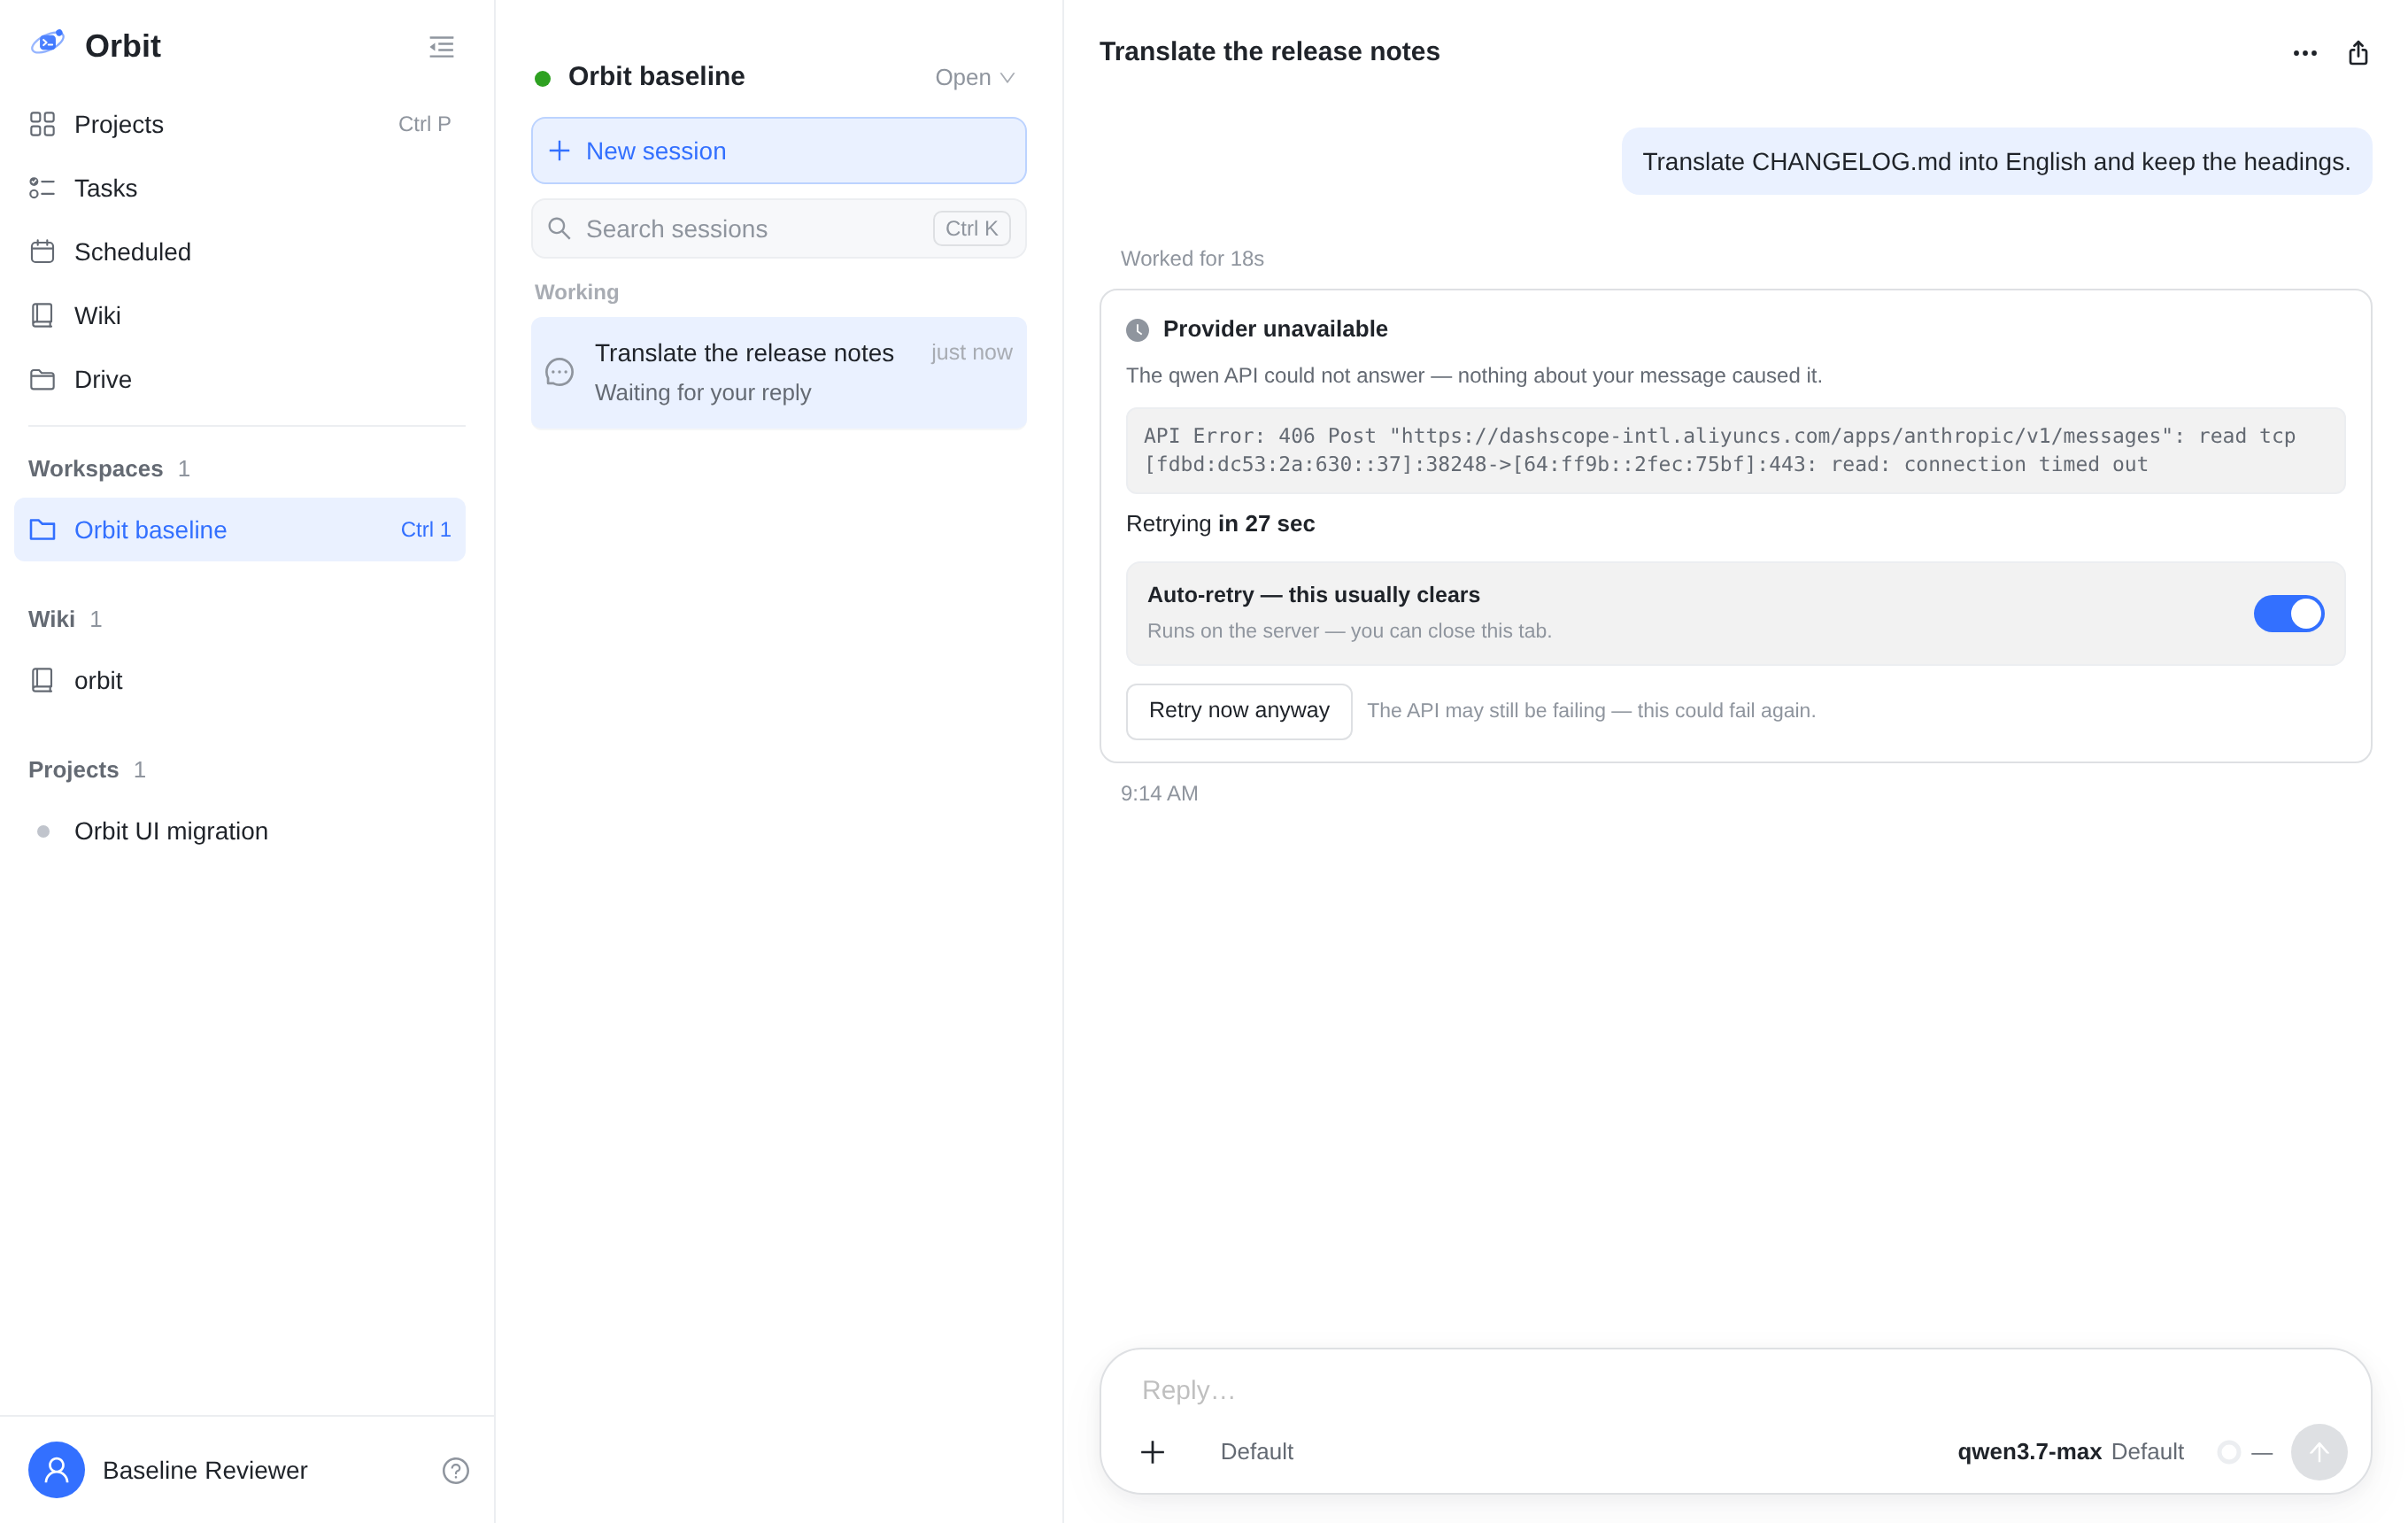 Orbit
Projects
Ctrl P
Tasks
Scheduled
Wiki
Drive
Workspaces 1
Orbit baseline
Ctrl 1
Wiki 1
orbit
Projects 1
Orbit UI migration
Baseline Reviewer
Orbit baseline
Open
New session
Search sessions
Ctrl K
Working
Translate the release notes
just now
Waiting for your reply
Translate the release notes
Translate CHANGELOG.md into English and keep the headings.
Worked for 18s
Provider unavailable
The qwen API could not answer — nothing about your message caused it.
API Error: 406 Post "https://dashscope-intl.aliyuncs.com/apps/anthropic/v1/messages": read tcp
[fdbd:dc53:2a:630::37]:38248->[64:ff9b::2fec:75bf]:443: read: connection timed out
Retrying in 27 sec
Auto-retry — this usually clears
Runs on the server — you can close this tab.
Retry now anyway
The API may still be failing — this could fail again.
9:14 AM
Reply…
Default
qwen3.7-max Default
—